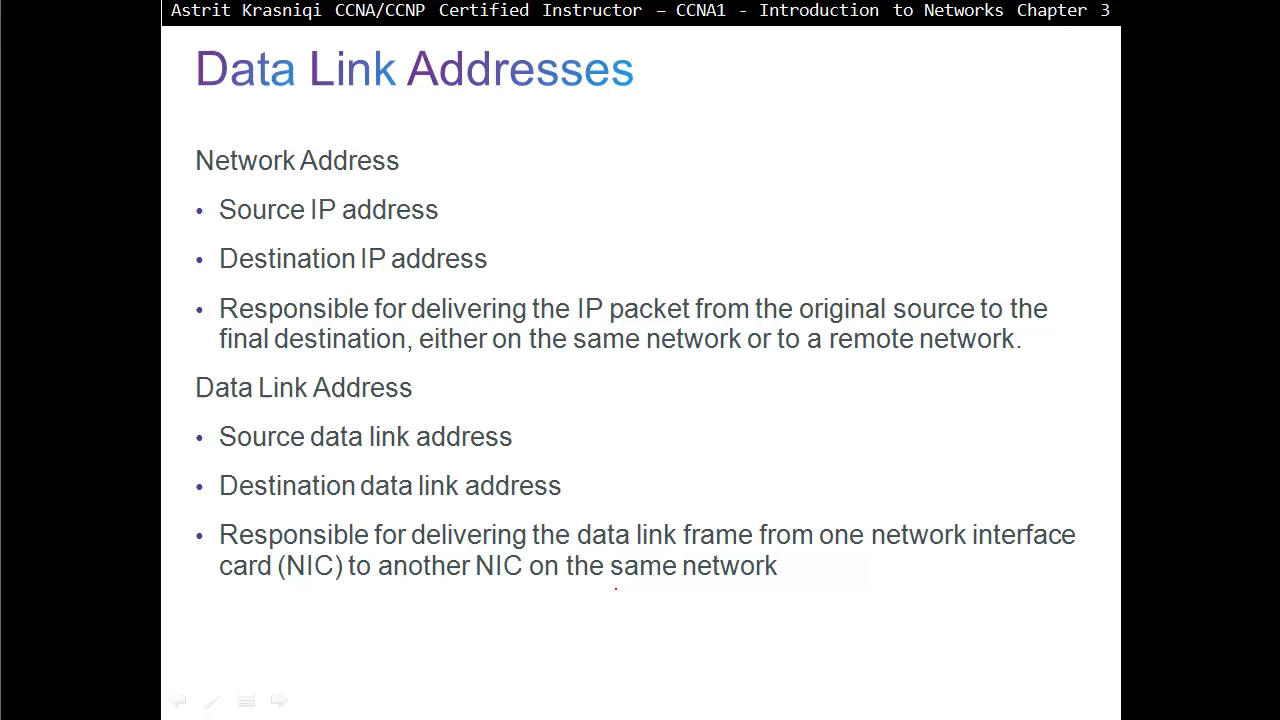 Astrit Krasniqi CCNA/CCNP Certified Instructor – CCNA1 - Introduction to Networks Chapter 3
Data Link Addresses
Network Address
• Source IP address
• Destination IP address
• Responsible for delivering the IP packet from the original source to the
final destination, either on the same network or to a remote network.
Data Link Address
• Source data link address
• Destination data link address
• Responsible for delivering the data link frame from one network interface
card (NIC) to another NIC on the same network